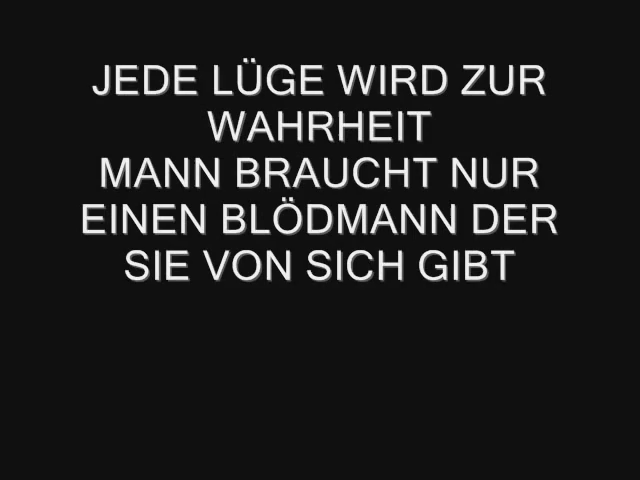 JEDE LÜGE WIRD ZUR
WAHRHEIT
MANN BRAUCHT NUR
EINEN BLÖDMANN DER
SIE VON SICH GIBT